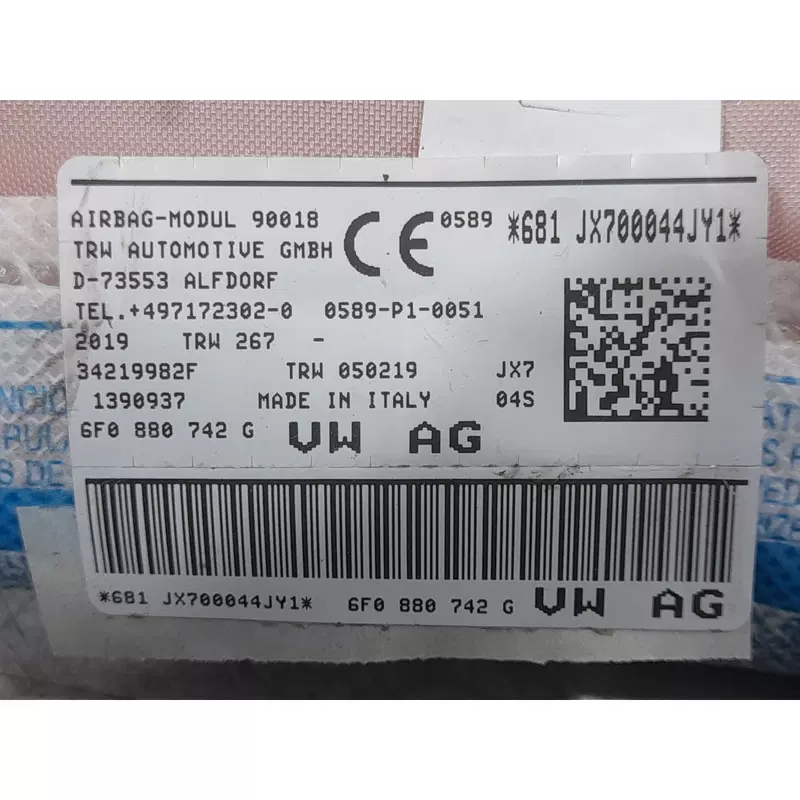 AIRBAG-MODUL 90018
CE 0589
*681 JX700044JY1*
TRW AUTOMOTIVE GMBH
D-73553 ALFDORF
TEL.+497172302-0 0589-P1-0051
2019 TRW 267 -
34219982F TRW 050219 JX7
1390937 MADE IN ITALY 04S
6F0 880 742 G VW AG
*681 JX700044JY1* 6F0 880 742 G VW AG